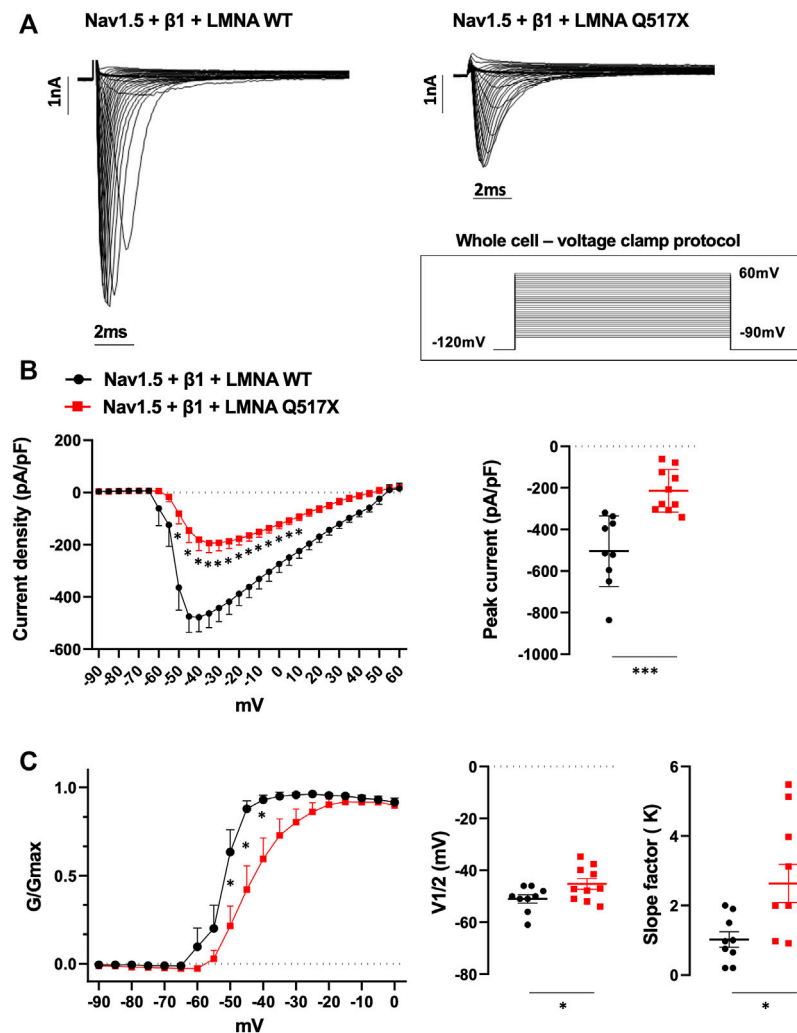 A
Nav1.5 + β1 + LMNA WT
Nav1.5 + β1 + LMNA Q517X
1nA
1nA
2ms
2ms
Whole cell – voltage clamp protocol
60mV
-90mV
-120mV
B
Nav1.5 + β1 + LMNA WT
Nav1.5 + β1 + LMNA Q517X
Current density (pA/pF)
200
0
-200
-400
-600
* * * * * * * * * * * * *
-90 -80 -70 -60 -50 -40 -30 -20 -10 0 10 20 30 40 50 60
mV
Peak current (pA/pF)
0
-200
-400
-600
-800
-1000
***
C
G/Gmax
1.0
0.5
0.0
*
*
*
-90 -80 -70 -60 -50 -40 -30 -20 -10 0
mV
V1/2 (mV)
0
-20
-40
-60
-80
*
Slope factor ( K)
6
4
2
0
*